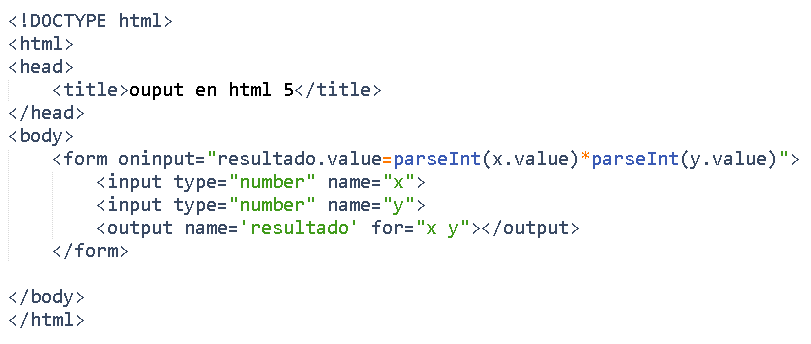 <!DOCTYPE html>
<html>
<head>
    <title>ouput en html 5</title>
</head>
<body>
    <form oninput="resultado.value=parseInt(x.value)*parseInt(y.value)">
        <input type="number" name="x">
        <input type="number" name="y">
        <output name='resultado' for="x y"></output>
    </form>
</body>
</html>